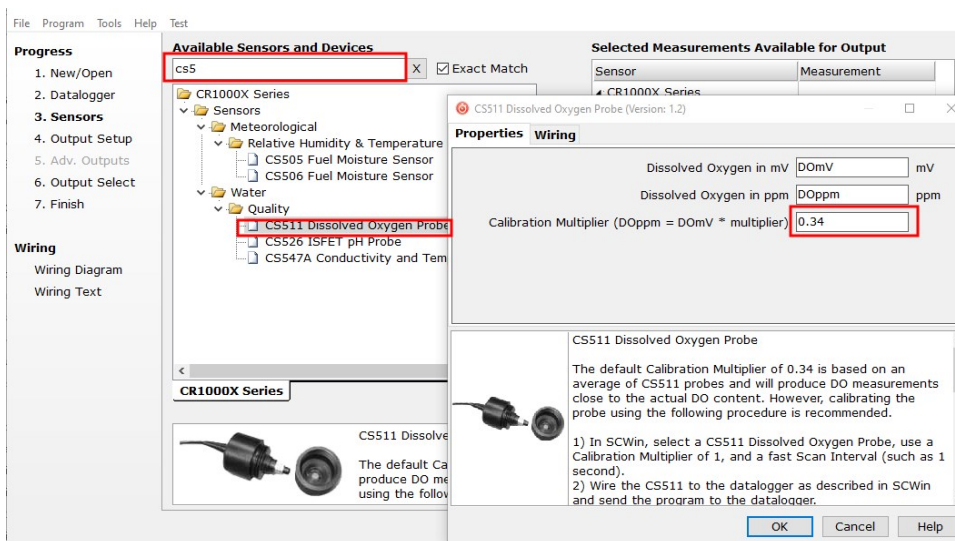 File Program Tools Help Test
Progress
1. New/Open
2. Datalogger
3. Sensors
4. Output Setup
5. Adv. Outputs
6. Output Select
7. Finish
Wiring
Wiring Diagram
Wiring Text
Available Sensors and Devices
cs5 X Exact Match
CR1000X Series
Sensors
Meteorological
Relative Humidity & Temperature
CS505 Fuel Moisture Sensor
CS506 Fuel Moisture Sensor
Water
Quality
CS511 Dissolved Oxygen Probe
CS526 ISFET pH Probe
CS547A Conductivity and Tem
CR1000X Series
CS511 Dissolve
The default Ca
produce DO me
using the follow
Selected Measurements Available for Output
Sensor Measurement
CR1000X Series
CS511 Dissolved Oxygen Probe (Version: 1.2)
Properties Wiring
Dissolved Oxygen in mV DOmV mV
Dissolved Oxygen in ppm DOppm ppm
Calibration Multiplier (DOppm = DOmV * multiplier) 0.34
CS511 Dissolved Oxygen Probe
The default Calibration Multiplier of 0.34 is based on an
average of CS511 probes and will produce DO measurements
close to the actual DO content. However, calibrating the
probe using the following procedure is recommended.
1) In SCWin, select a CS511 Dissolved Oxygen Probe, use a
Calibration Multiplier of 1, and a fast Scan Interval (such as 1
second).
2) Wire the CS511 to the datalogger as described in SCWin
and send the program to the datalogger.
OK Cancel Help